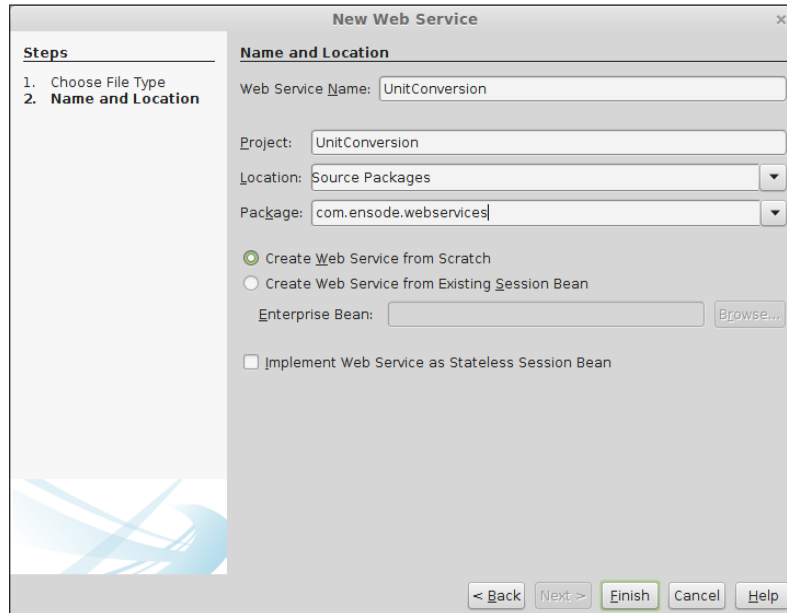 New Web Service
Steps
1. Choose File Type
2. Name and Location
Name and Location
Web Service Name: UnitConversion
Project: UnitConversion
Location: Source Packages
Package: com.ensode.webservices
Create Web Service from Scratch
Create Web Service from Existing Session Bean
Enterprise Bean: Browse...
Implement Web Service as Stateless Session Bean
< Back Next > Finish Cancel Help